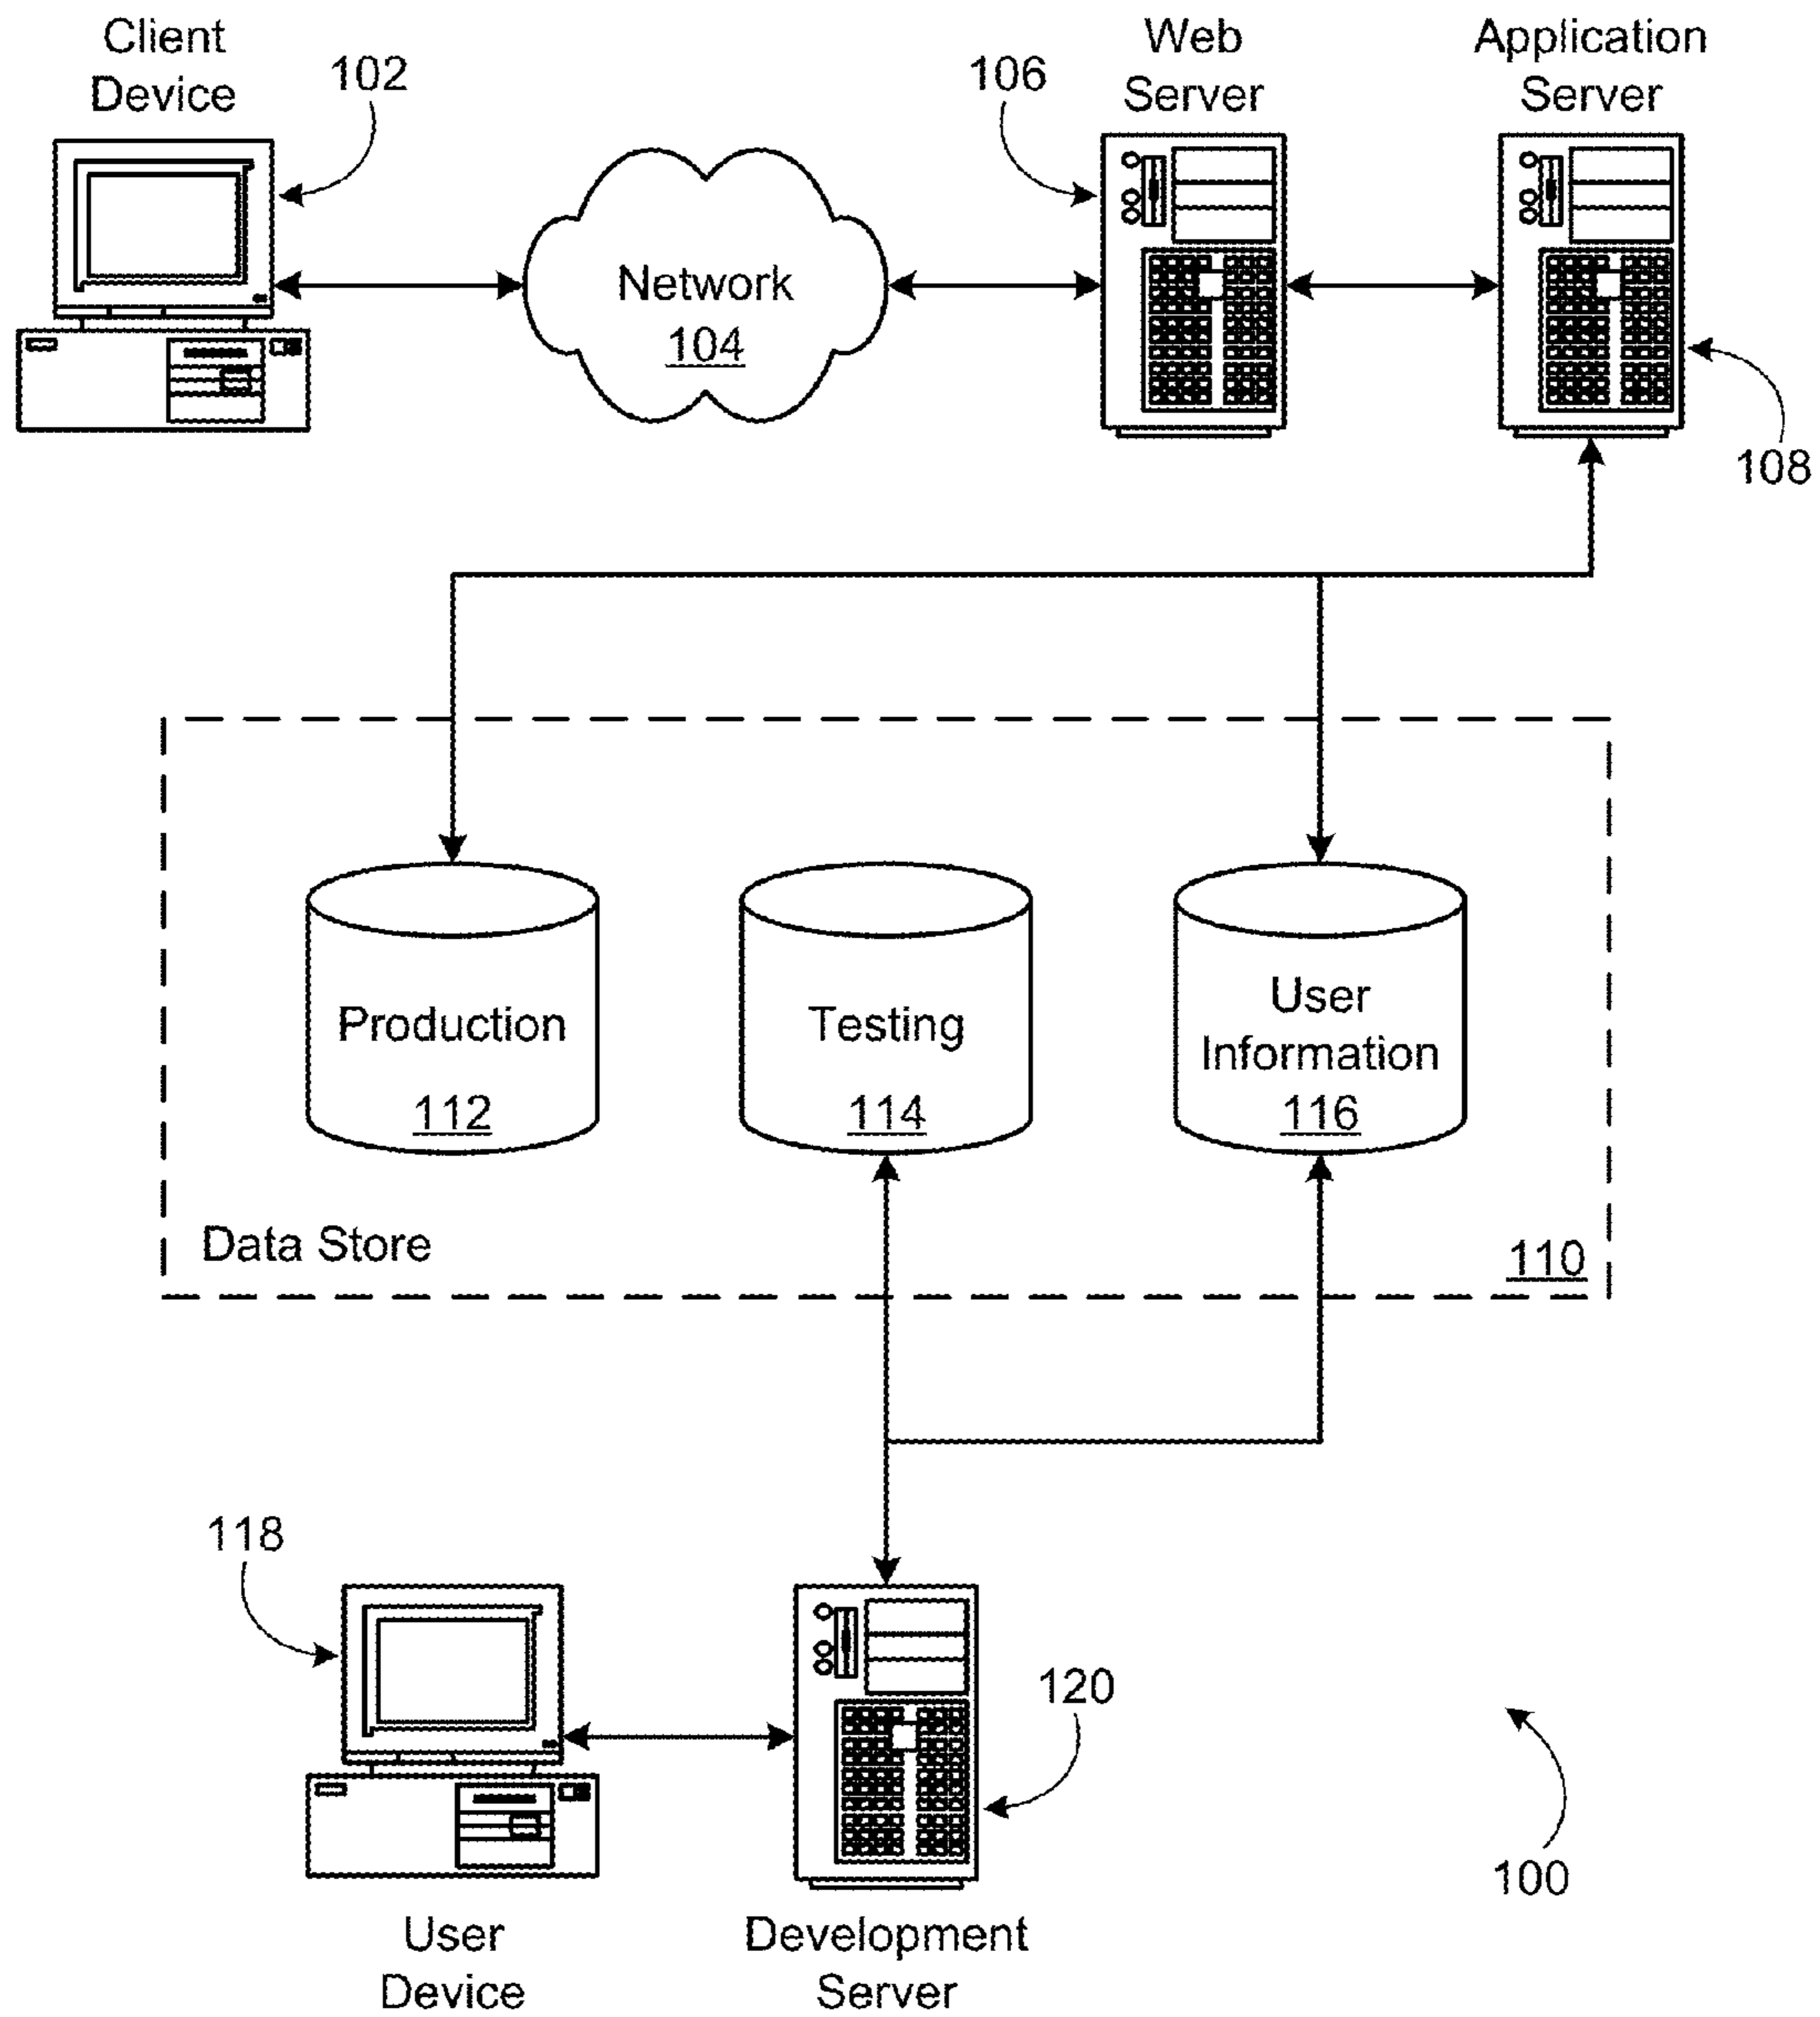 Client
Device
102
106
Web
Server
Application
Server
Network
104
108
Production
112
Testing
114
User
Information
116
Data Store
110
118
120
100
User
Device
Development
Server